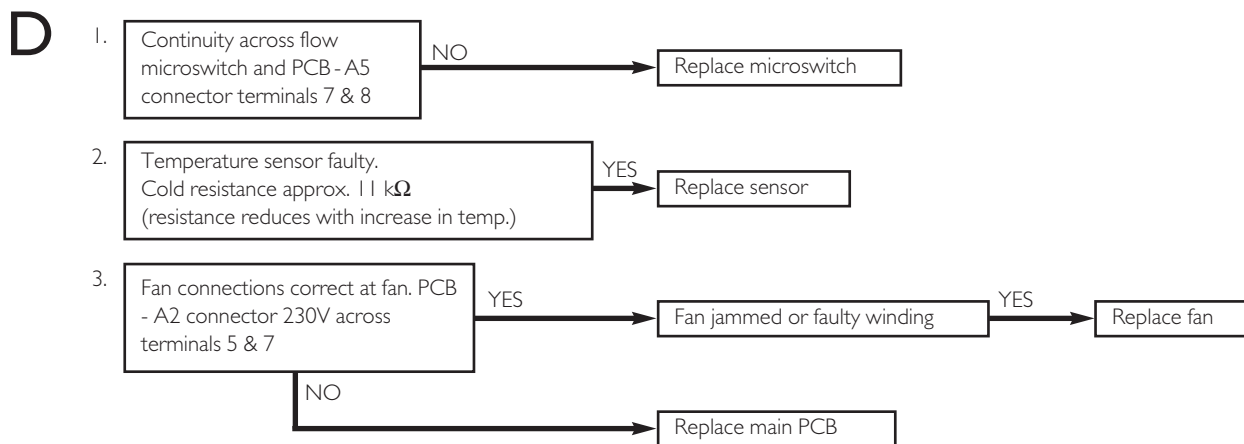 D
1. Continuity across flow
microswitch and PCB - A5
connector terminals 7 & 8
NO
Replace microswitch
2. Temperature sensor faulty.
Cold resistance approx. 11 kΩ
(resistance reduces with increase in temp.)
YES
Replace sensor
3. Fan connections correct at fan. PCB
- A2 connector 230V across
terminals 5 & 7
YES
Fan jammed or faulty winding
YES
Replace fan
NO
Replace main PCB